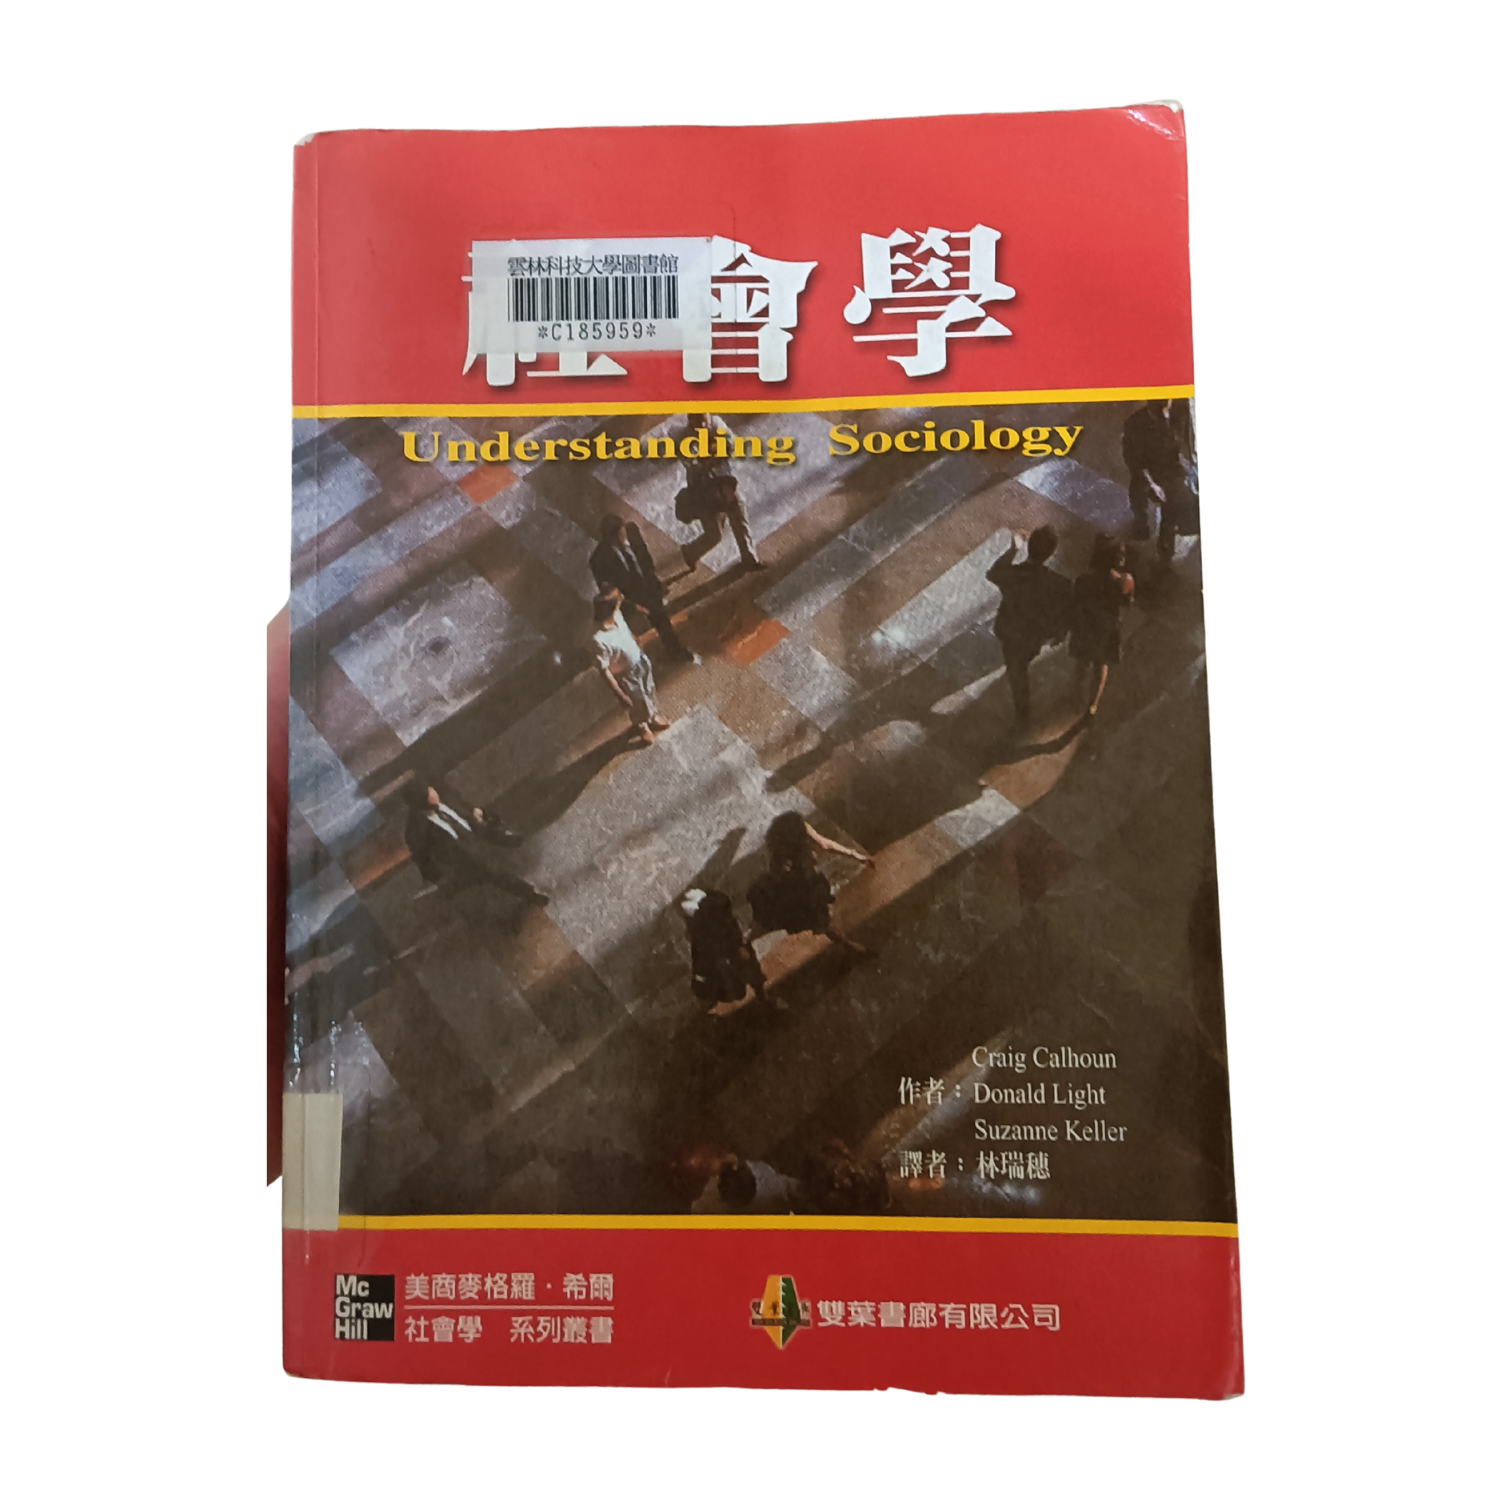 社會學
雲林科技大學圖書館
*C185959*
Understanding Sociology
Craig Calhoun
作者：Donald Light
Suzanne Keller
譯者：林瑞穗
Mc
Graw
Hill
美商麥格羅·希爾
社會學 系列叢書
雙葉書廊有限公司